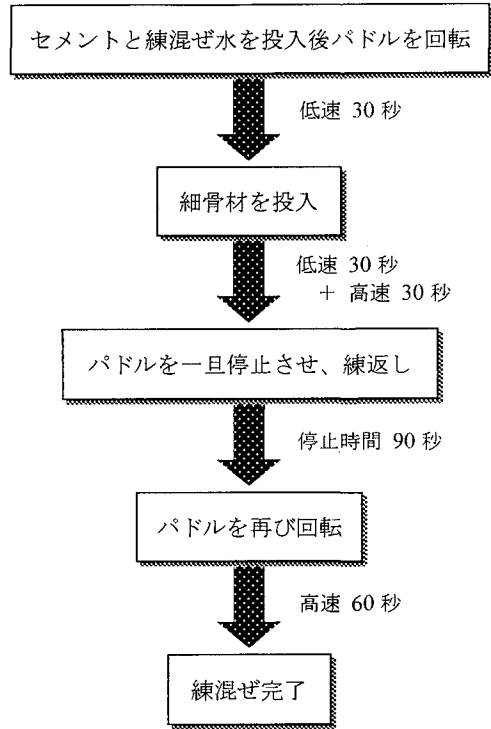 セメントと練混ぜ水を投入後パドルを回転
低速 30 秒
細骨材を投入
低速 30 秒
+ 高速 30 秒
パドルを一旦停止させ、練返し
停止時間 90 秒
パドルを再び回転
高速 60 秒
練混ぜ完了